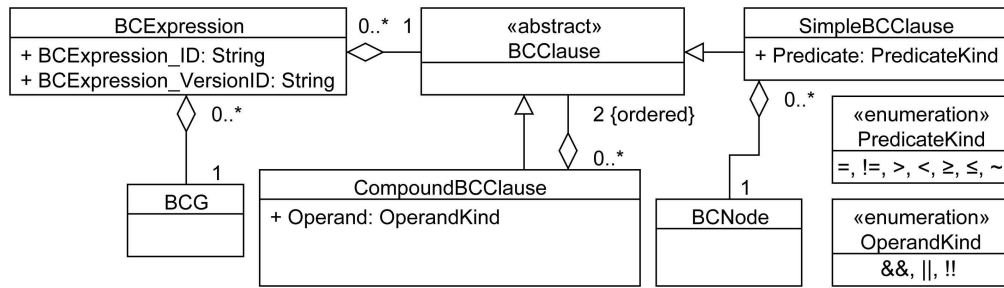 BCExpression
+ BCExpression_ID: String
+ BCExpression_VersionID: String
0..* 1
«abstract»
BCClause
SimpleBCClause
+ Predicate: PredicateKind
0..*
2 {ordered}
0..*
0..*
«enumeration»
PredicateKind
=, !=, >, <, ≥, ≤, ~
1
BCG
CompoundBCClause
+ Operand: OperandKind
1
BCNode
«enumeration»
OperandKind
&&, ||, !!